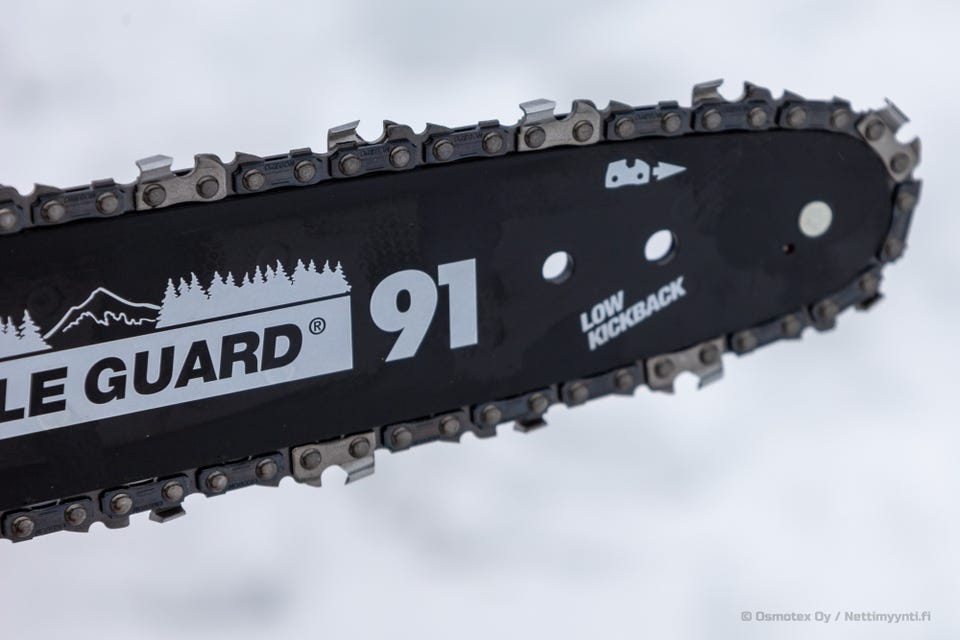 LE GUARD®
91
LOW
KICKBACK
© Osmotex Oy / Nettimyynti.fi